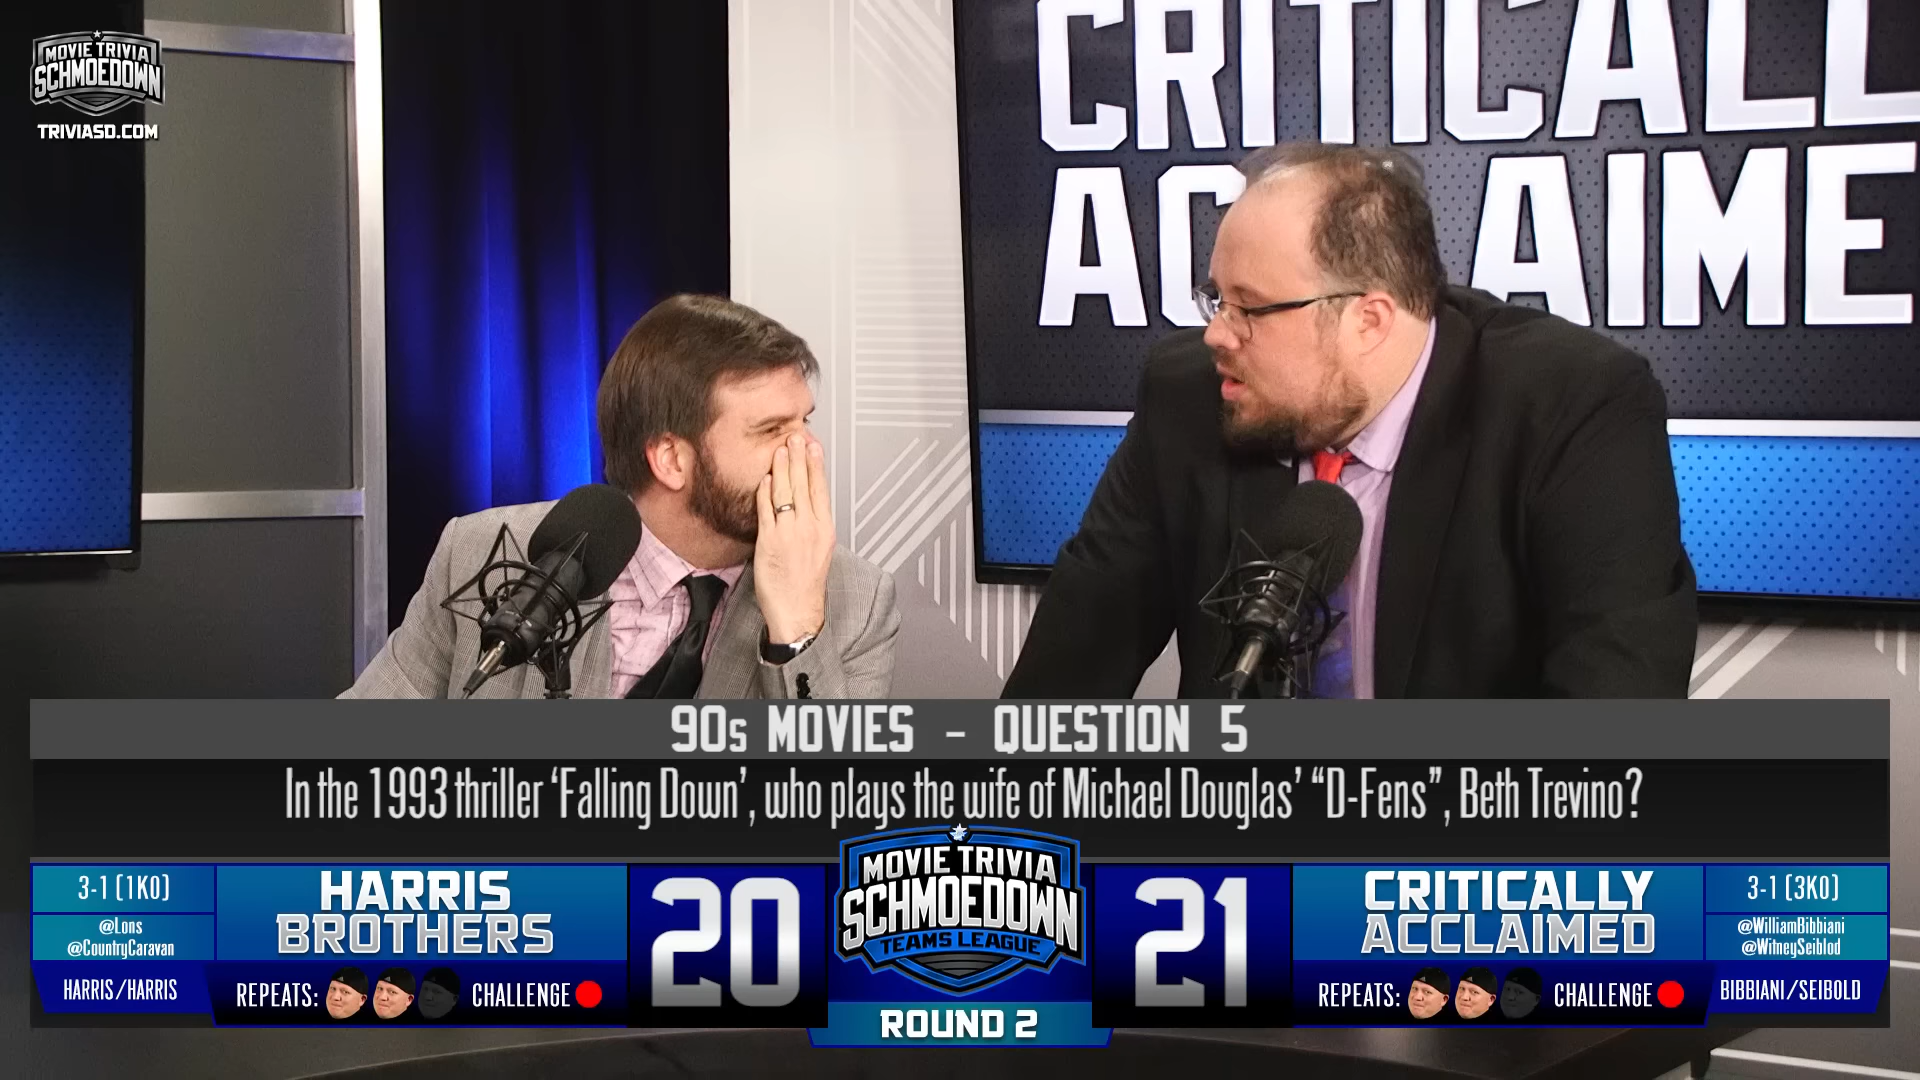 MOVIE TRIVIA
SCHMOEDOWN
TRIVIASD.COM
CRITICALL
AC AIME
90s MOVIES - QUESTION 5
In the 1993 thriller ‘Falling Down’, who plays the wife of Michael Douglas’ “D-Fens”, Beth Trevino?
3-1 (1KO)
@Lons
@CountryCaravan
HARRIS/HARRIS
HARRIS
BROTHERS
REPEATS:
CHALLENGE
20
MOVIE TRIVIA
SCHMOEDOWN
TEAMS LEAGUE
ROUND 2
21
CRITICALLY
ACCLAIMED
REPEATS:
CHALLENGE
3-1 (3KO)
@WilliamBibbiani
@WitneySeiblod
BIBBIANI/SEIBOLD